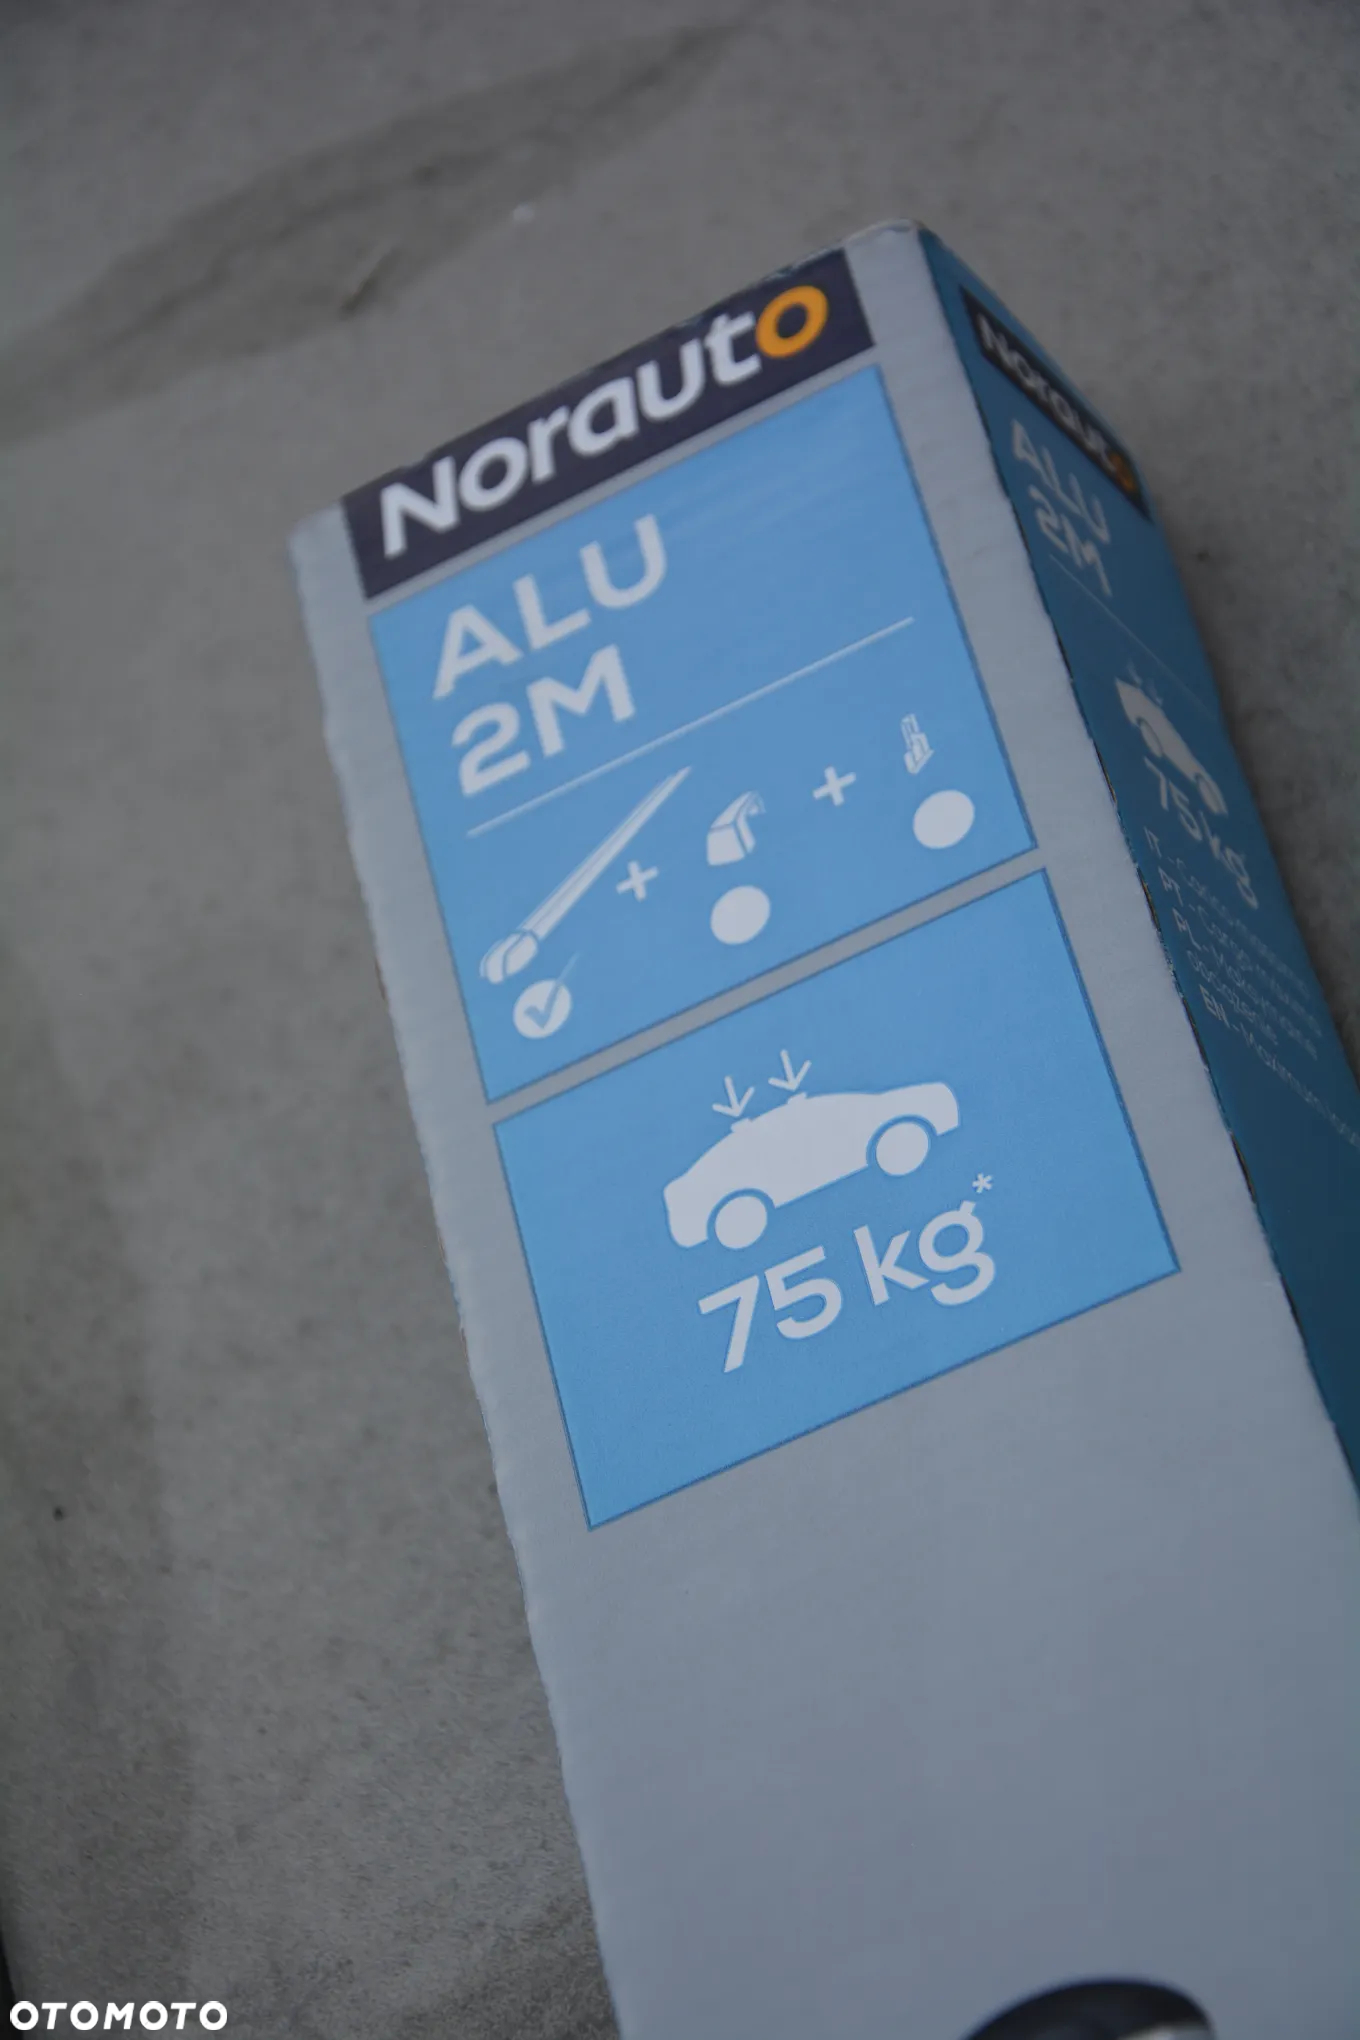 Norauto
ALU
2M
75 kg*
Norauto
ALU
2M
75 kg
OTOMOTO